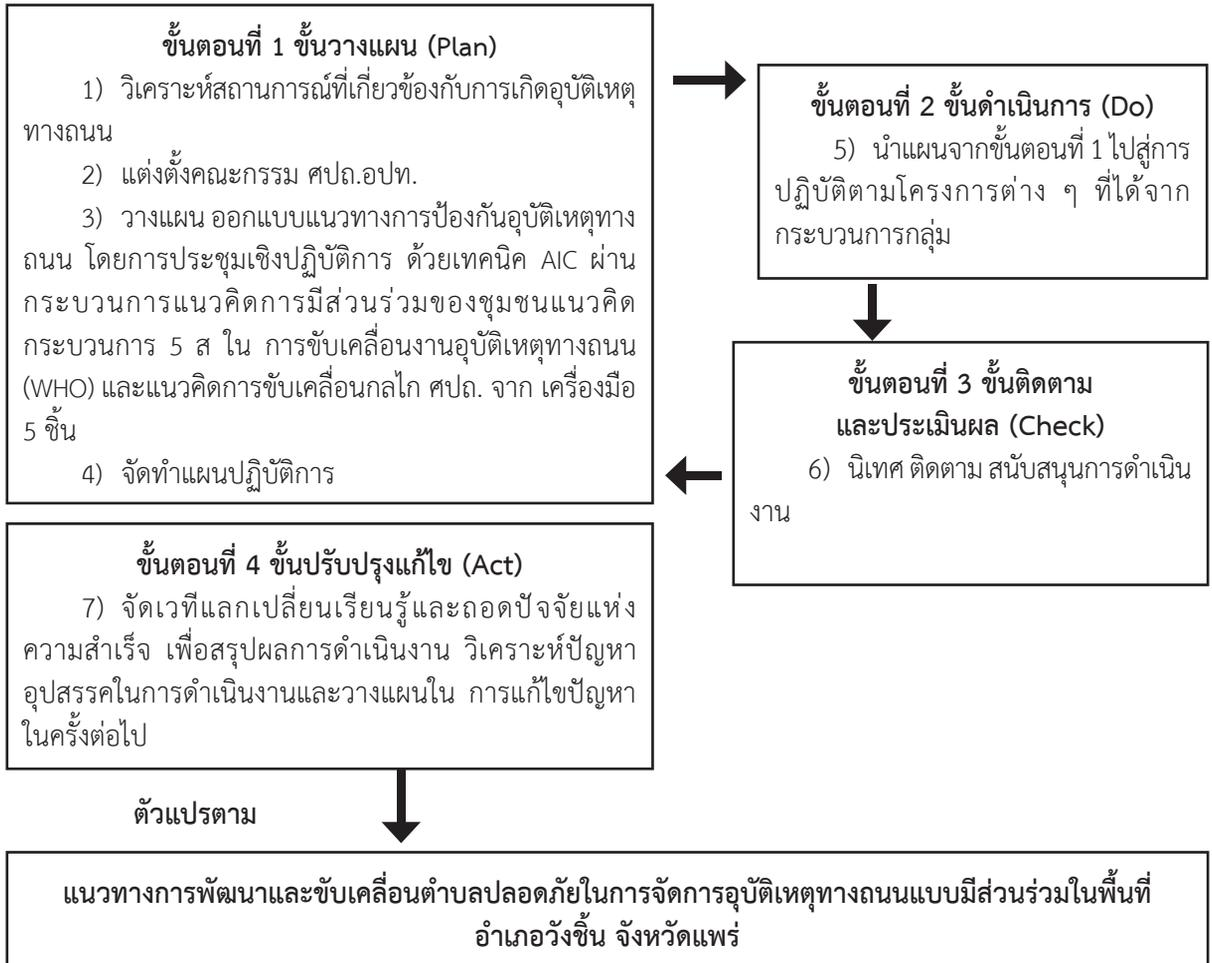 ขั้นตอนที่ 1 ขั้นวางแผน (Plan)
1) วิเคราะห์สถานการณ์ที่เกี่ยวข้องกับการเกิดอุบัติเหตุ
ทางถนน
2) แต่งตั้งคณะกรรม ศปถ.อปท.
3) วางแผน ออกแบบแนวทางการป้องกันอุบัติเหตุทาง
ถนน โดยการประชุมเชิงปฏิบัติการ ด้วยเทคนิค AIC ผ่าน
กระบวนการแนวคิดการมีส่วนร่วมของชุมชนแนวคิด
กระบวนการ 5 ส ใน การขับเคลื่อนงานอุบัติเหตุทางถนน
(WHO) และแนวคิดการขับเคลื่อนกลไก ศปถ. จาก เครื่องมือ
5 ชิ้น
4) จัดทำแผนปฏิบัติการ
ขั้นตอนที่ 2 ขั้นดำเนินการ (Do)
5) นำแผนจากขั้นตอนที่ 1 ไปสู่การ
ปฏิบัติตามโครงการต่าง ๆ ที่ได้จาก
กระบวนการกลุ่ม
ขั้นตอนที่ 3 ขั้นติดตาม
และประเมินผล (Check)
6) นิเทศ ติดตาม สนับสนุนการดำเนิน
งาน
ขั้นตอนที่ 4 ขั้นปรับปรุงแก้ไข (Act)
7) จัดเวทีแลกเปลี่ยนเรียนรู้และถอดปัจจัยแห่ง
ความสำเร็จ เพื่อสรุปผลการดำเนินงาน วิเคราะห์ปัญหา
อุปสรรคในการดำเนินงานและวางแผนใน การแก้ไขปัญหา
ในครั้งต่อไป
ตัวแปรตาม
แนวทางการพัฒนาและขับเคลื่อนตำบลปลอดภัยในการจัดการอุบัติเหตุทางถนนแบบมีส่วนร่วมในพื้นที่
อำเภอวังชิ้น จังหวัดแพร่